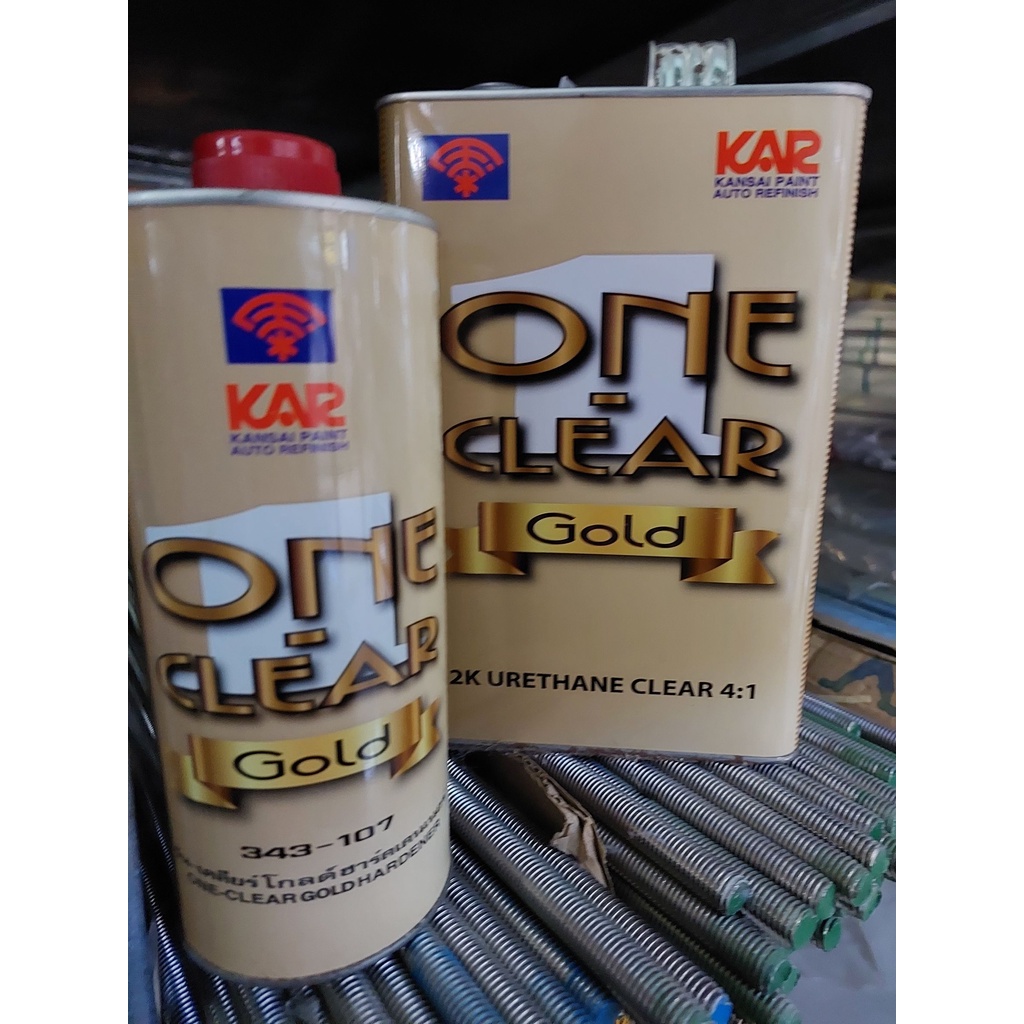 KAR
KANSAI PAINT
AUTO REFINISH
ONE
-
CLEAR
Gold
343-107
ONE-CLEAR GOLD HARDENER
KAR
KANSAI PAINT
AUTO REFINISH
ONE
-
CLEAR
Gold
2K URETHANE CLEAR 4:1